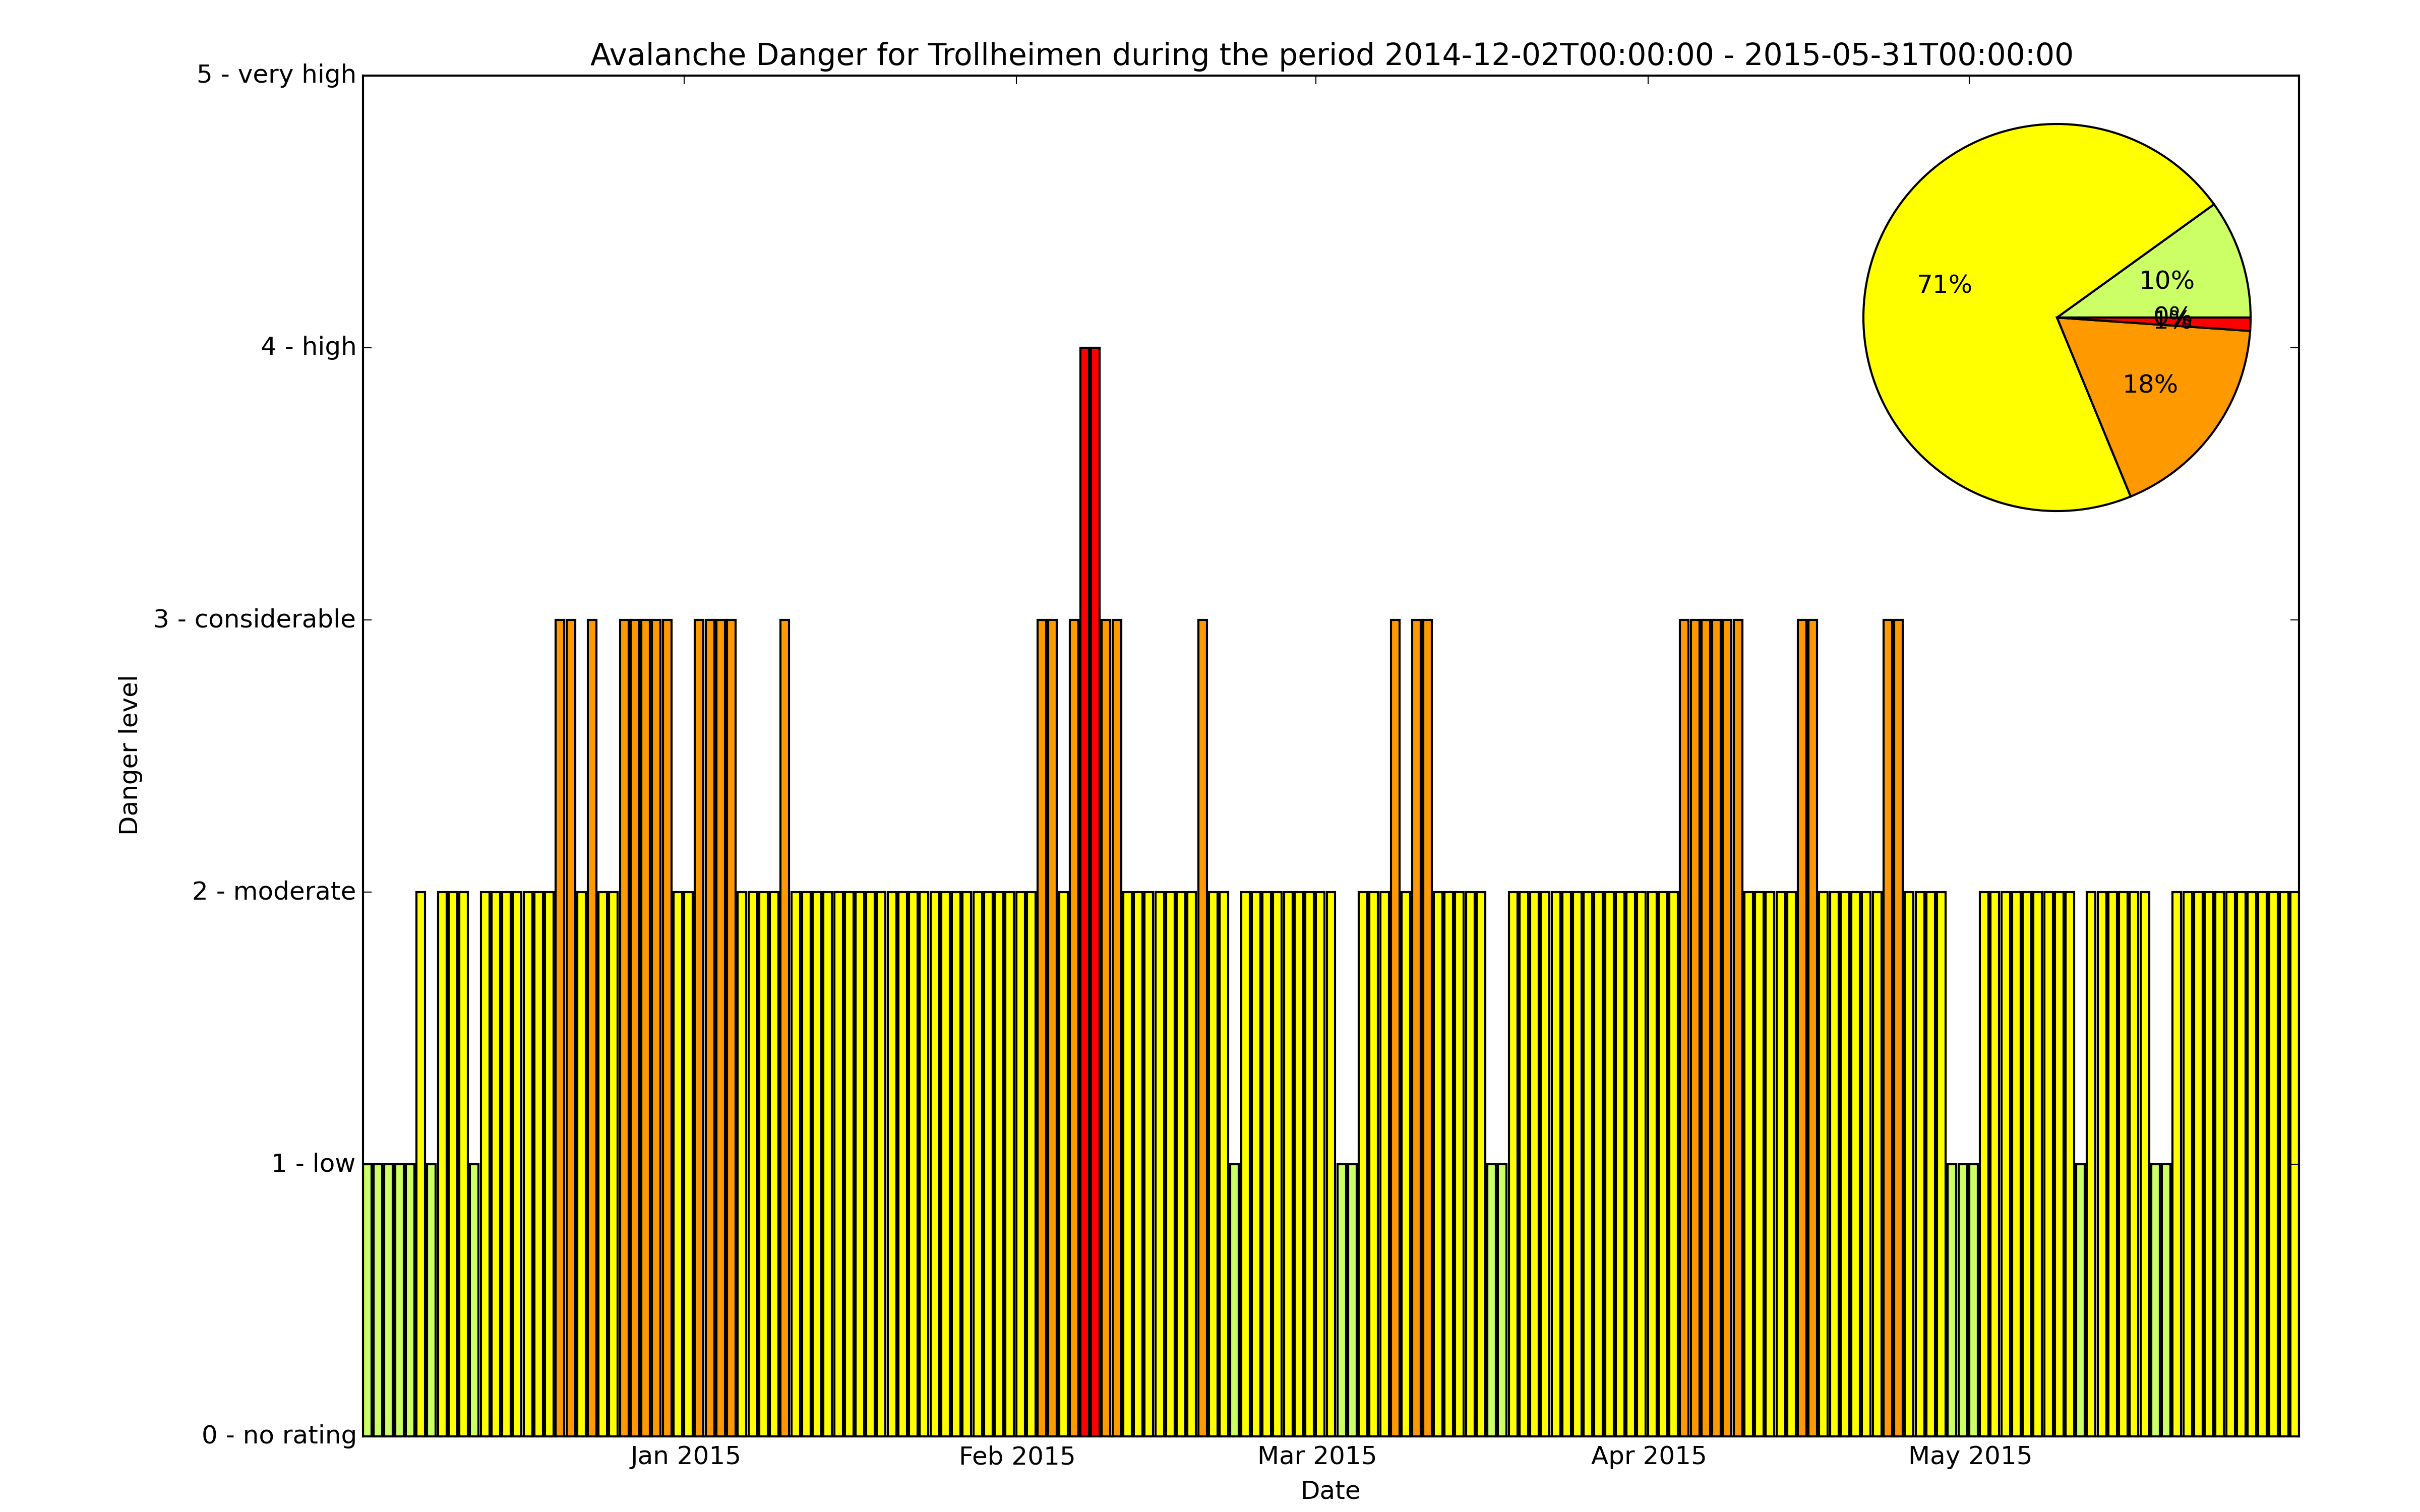 Avalanche Danger for Trollheimen during the period 2014-12-02T00:00:00 - 2015-05-31T00:00:00
5 - very high
4 - high
3 - considerable
2 - moderate
1 - low
0 - no rating
Danger level
71%
10%
0%
1%
18%
Jan 2015
Feb 2015
Mar 2015
Apr 2015
May 2015
Date